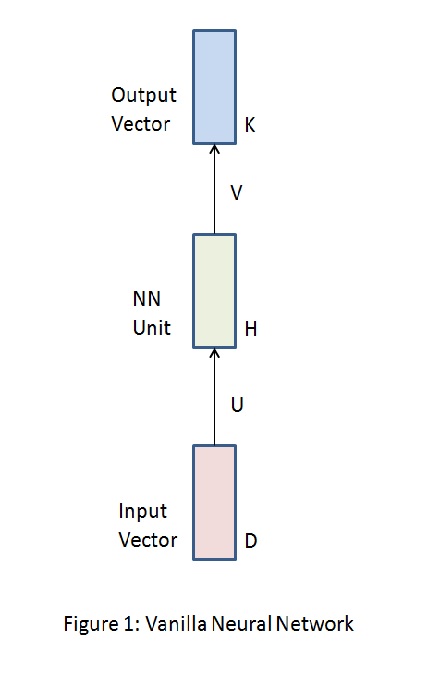 Output
Vector
K
V
NN
Unit
H
U
Input
Vector
D
Figure 1: Vanilla Neural Network